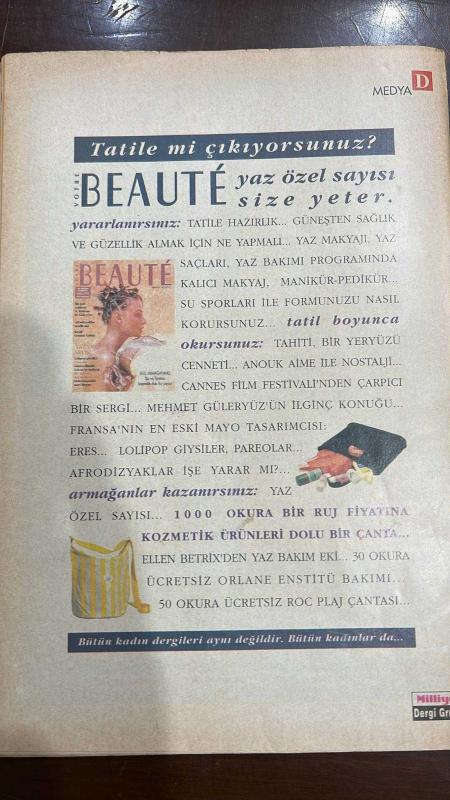 MEDYA D
Tatile mi çıkıyorsunuz?
VOTRE BEAUTÉ yaz özel sayısı
size yeter.
yararlanırsınız: TATİLE HAZIRLIK... GÜNEŞTEN SAĞLIK
VE GÜZELLİK ALMAK İÇİN NE YAPMALI... YAZ MAKYAJI, YAZ
SAÇLARI, YAZ BAKIMI PROGRAMINDA
KALICI MAKYAJ, MANİKÜR-PEDİKÜR...
SU SPORLARI İLE FORMUNUZU NASIL
KORURSUNUZ... tatil boyunca
okursunuz: TAHİTİ, BİR YERYÜZÜ
CENNETİ... ANOUK AİME İLE NOSTALJİ...
CANNES FİLM FESTİVALİ'NDEN ÇARPICI
BİR SERGİ... MEHMET GÜLERYÜZ'ÜN İLGİNÇ KONUĞU...
FRANSA'NIN EN ESKİ MAYO TASARIMCISI:
ERES... LOLİPOP GİYSİLER, PAREOLAR...
AFRODİZYAKLAR İŞE YARAR MI?...
armağanlar kazanırsınız: YAZ
ÖZEL SAYISI... 1000 OKURA BİR RUJ FİYATINA
KOZMETİK ÜRÜNLERİ DOLU BİR ÇANTA...
ELLEN BETRIX'DEN YAZ BAKIM EKİ... 30 OKURA
ÜCRETSİZ ORLANE ENSTİTÜ BAKIMI...
50 OKURA ÜCRETSİZ ROC PLAJ ÇANTASI...
BEAUTÉ
Bütün kadın dergileri aynı değildir. Bütün kadınlar da...
Milliy
Dergi Gr